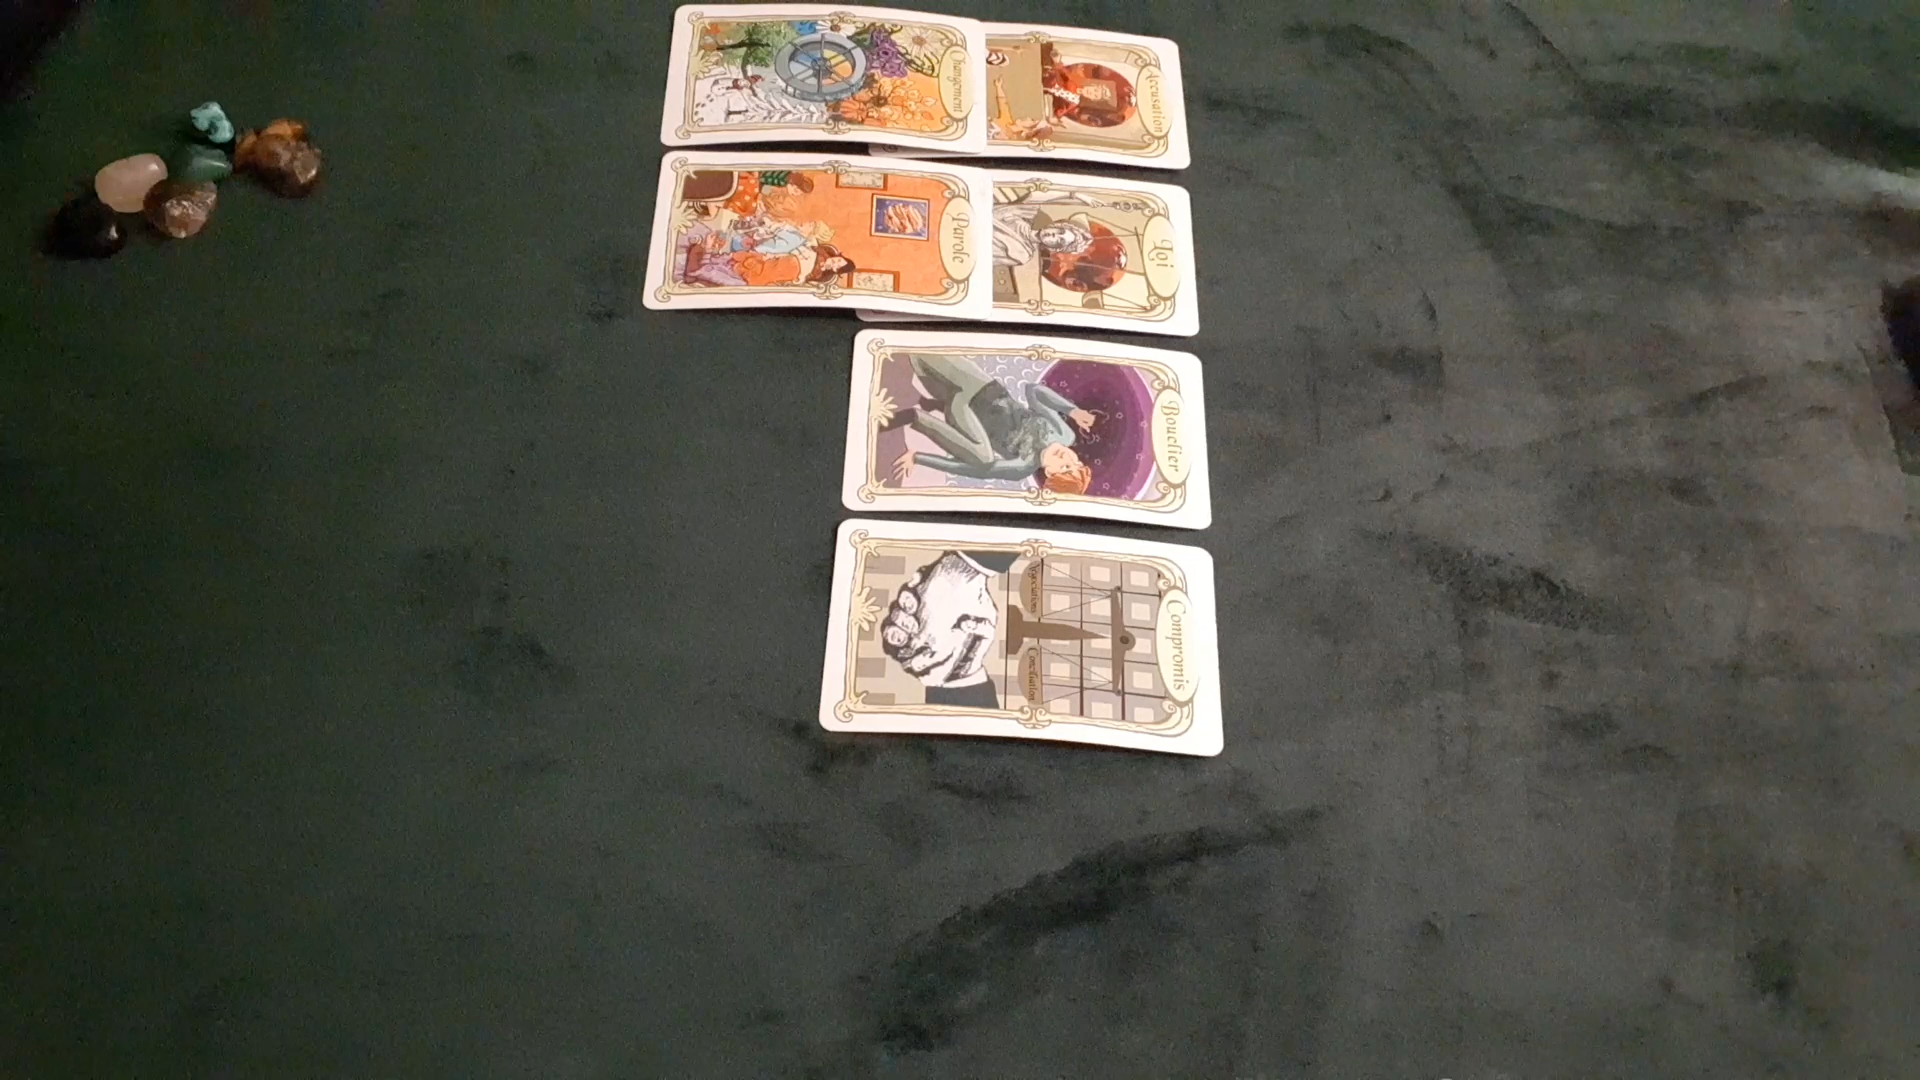 Changement
Accusation
Parole
Loi
Bouclier
Compromis
Négociations
Conciliation